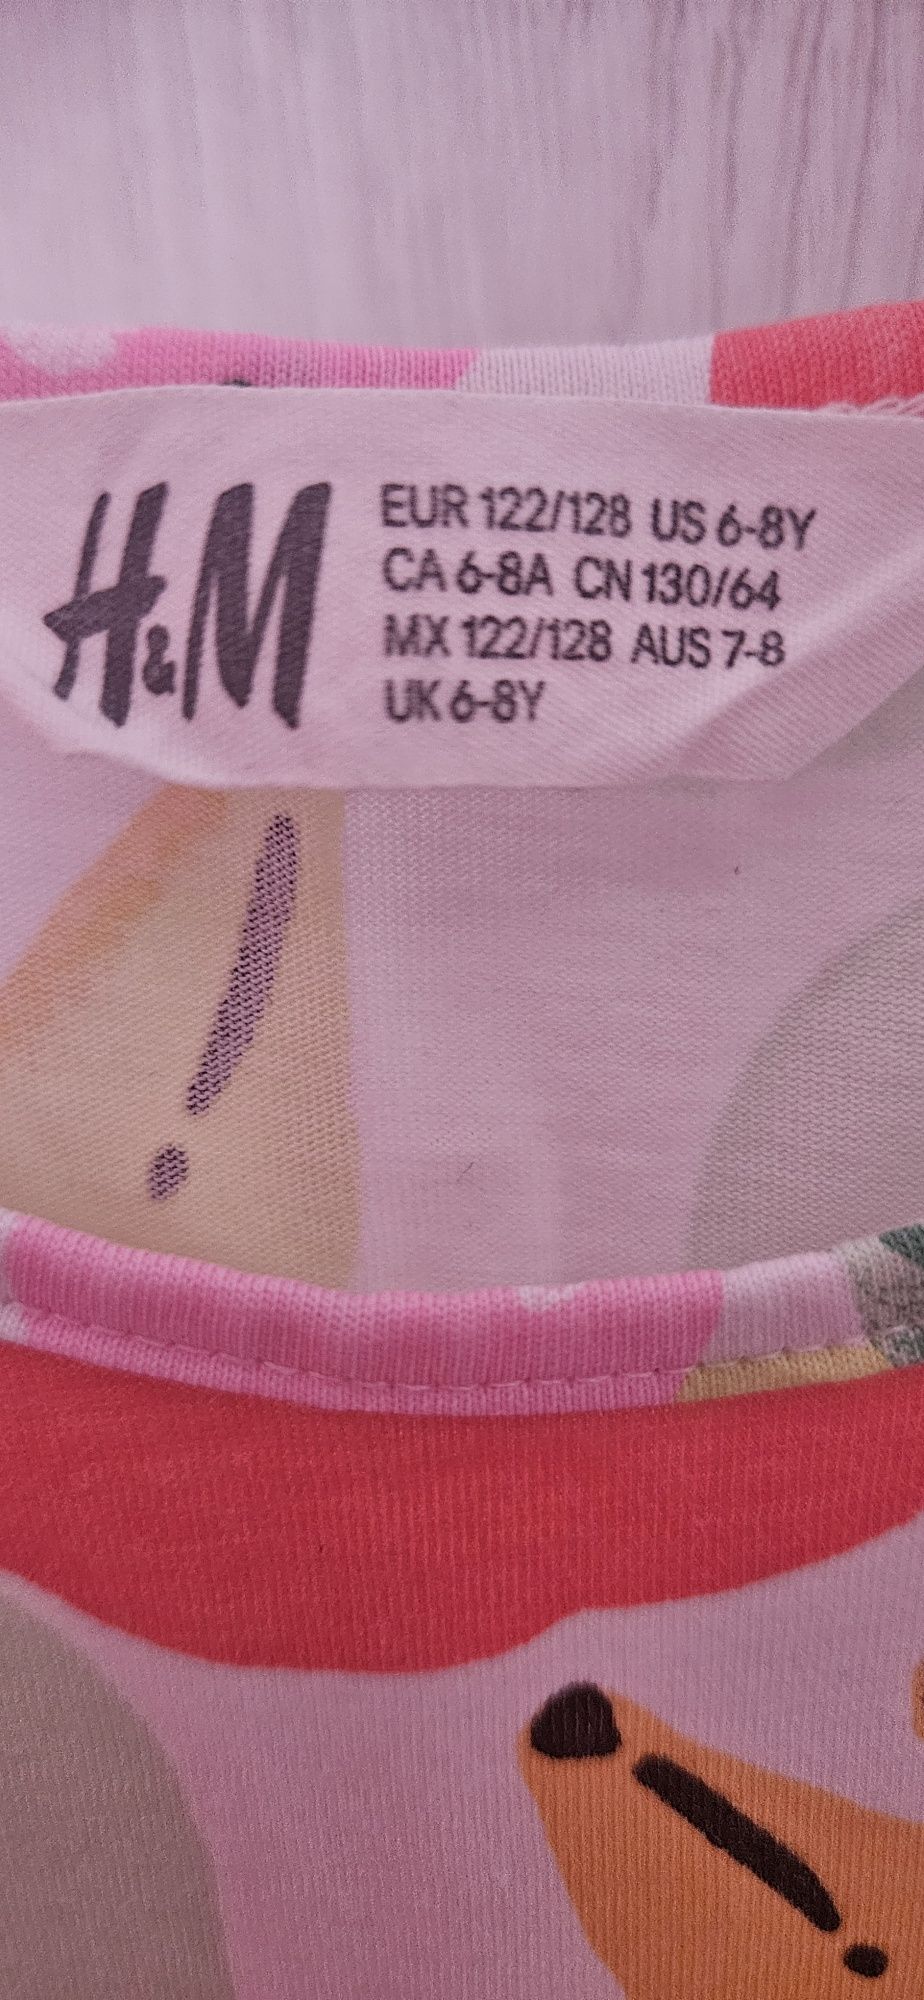 H&M
EUR 122/128 US 6-8Y
CA 6-8A CN 130/64
MX 122/128 AUS 7-8
UK 6-8Y